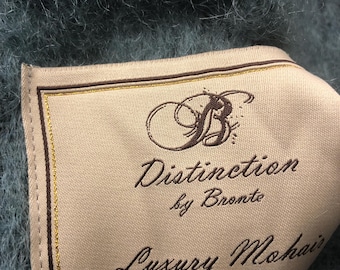 B
Distinction
by Bronte
Luxury Mohair